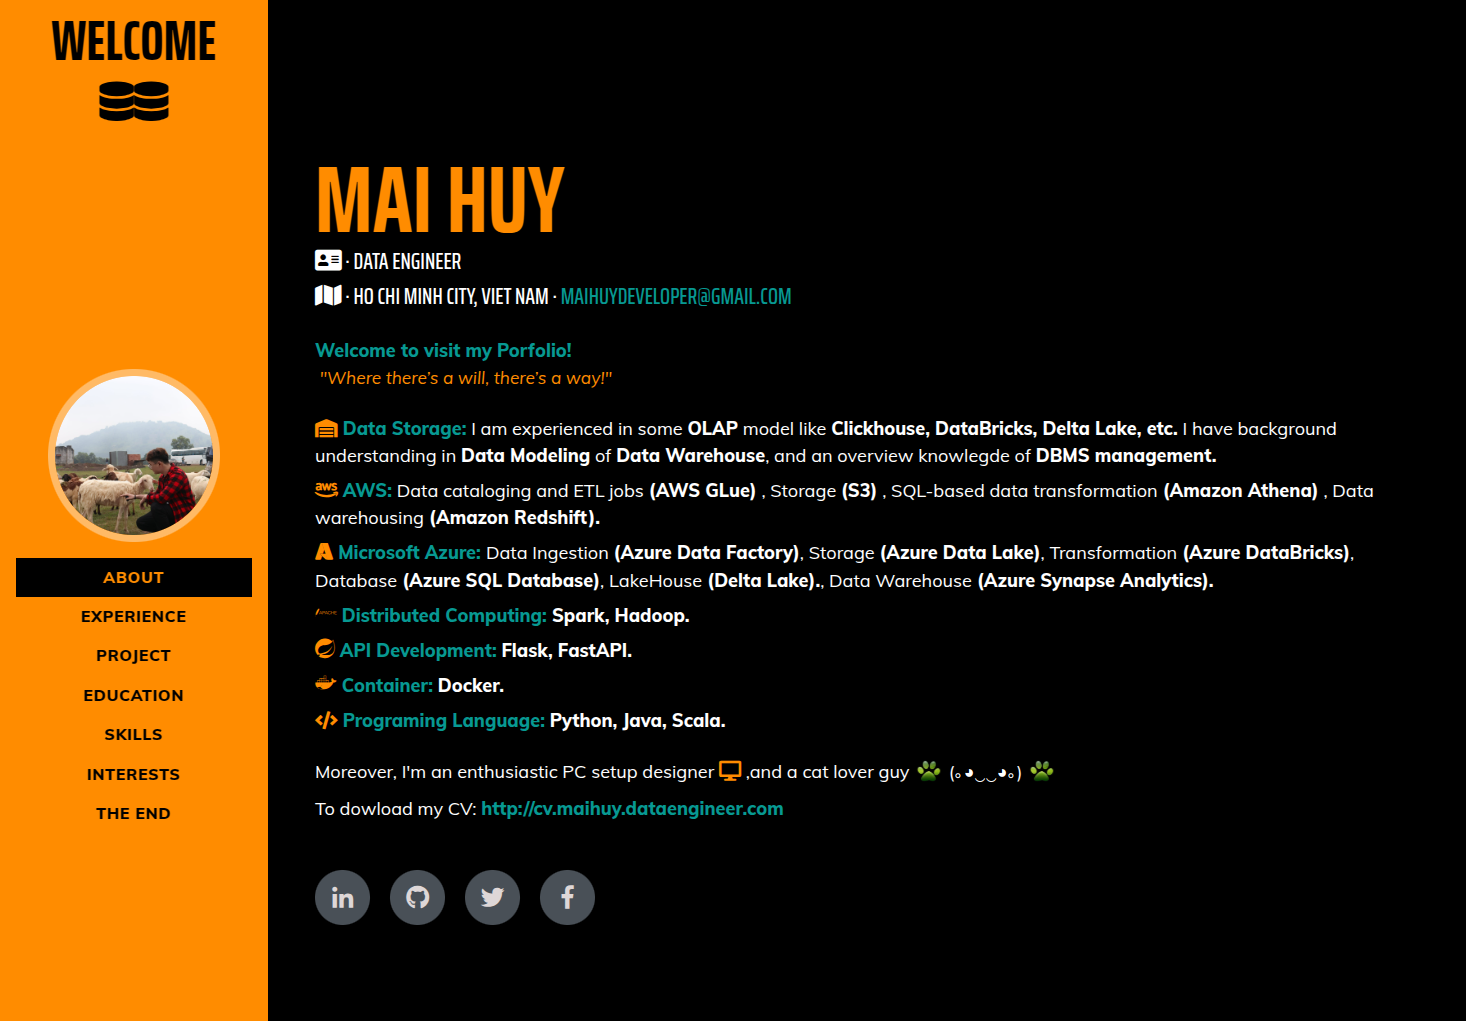 WELCOME
ABOUT
EXPERIENCE
PROJECT
EDUCATION
SKILLS
INTERESTS
THE END
MAI HUY
· DATA ENGINEER
· HO CHI MINH CITY, VIET NAM · MAIHUYDEVELOPER@GMAIL.COM
Welcome to visit my Porfolio!
"Where there's a will, there's a way!"
Data Storage: I am experienced in some OLAP model like Clickhouse, DataBricks, Delta Lake, etc. I have background
understanding in Data Modeling of Data Warehouse, and an overview knowlegde of DBMS management.
aws AWS: Data cataloging and ETL jobs (AWS GLue) , Storage (S3) , SQL-based data transformation (Amazon Athena) , Data
warehousing (Amazon Redshift).
Microsoft Azure: Data Ingestion (Azure Data Factory), Storage (Azure Data Lake), Transformation (Azure DataBricks),
Database (Azure SQL Database), LakeHouse (Delta Lake)., Data Warehouse (Azure Synapse Analytics).
APACHE Distributed Computing: Spark, Hadoop.
API Development: Flask, FastAPI.
Container: Docker.
</> Programing Language: Python, Java, Scala.
Moreover, I'm an enthusiastic PC setup designer ,and a cat lover guy (｡◕‿‿◕｡)
To dowload my CV: http://cv.maihuy.dataengineer.com
in
f